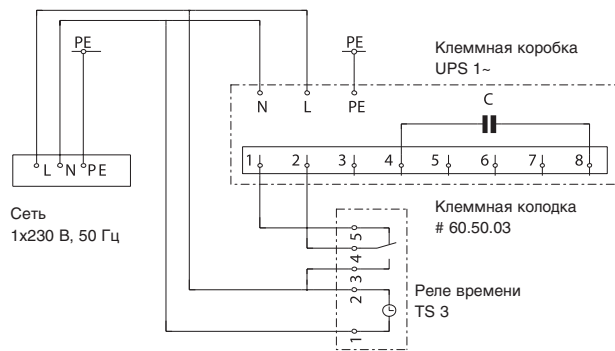 PE
PE
Клеммная коробка
UPS 1~
N L PE
C
L N PE
1 2 3 4 5 6 7 8
Сеть
1x230 В, 50 Гц
Клеммная колодка
# 60.50.03
5
4
3
2
1
Реле времени
TS 3